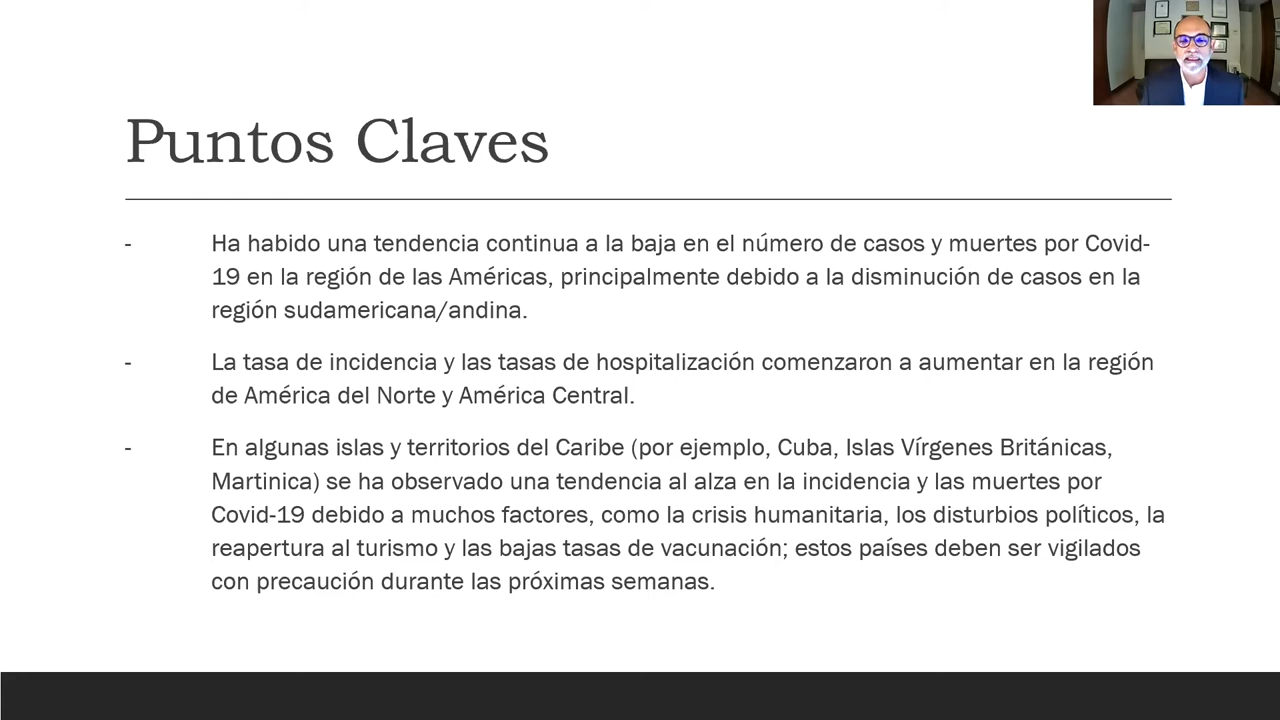 Puntos Claves
- Ha habido una tendencia continua a la baja en el número de casos y muertes por Covid-
19 en la región de las Américas, principalmente debido a la disminución de casos en la
región sudamericana/andina.
- La tasa de incidencia y las tasas de hospitalización comenzaron a aumentar en la región
de América del Norte y América Central.
- En algunas islas y territorios del Caribe (por ejemplo, Cuba, Islas Vírgenes Británicas,
Martinica) se ha observado una tendencia al alza en la incidencia y las muertes por
Covid-19 debido a muchos factores, como la crisis humanitaria, los disturbios políticos, la
reapertura al turismo y las bajas tasas de vacunación; estos países deben ser vigilados
con precaución durante las próximas semanas.